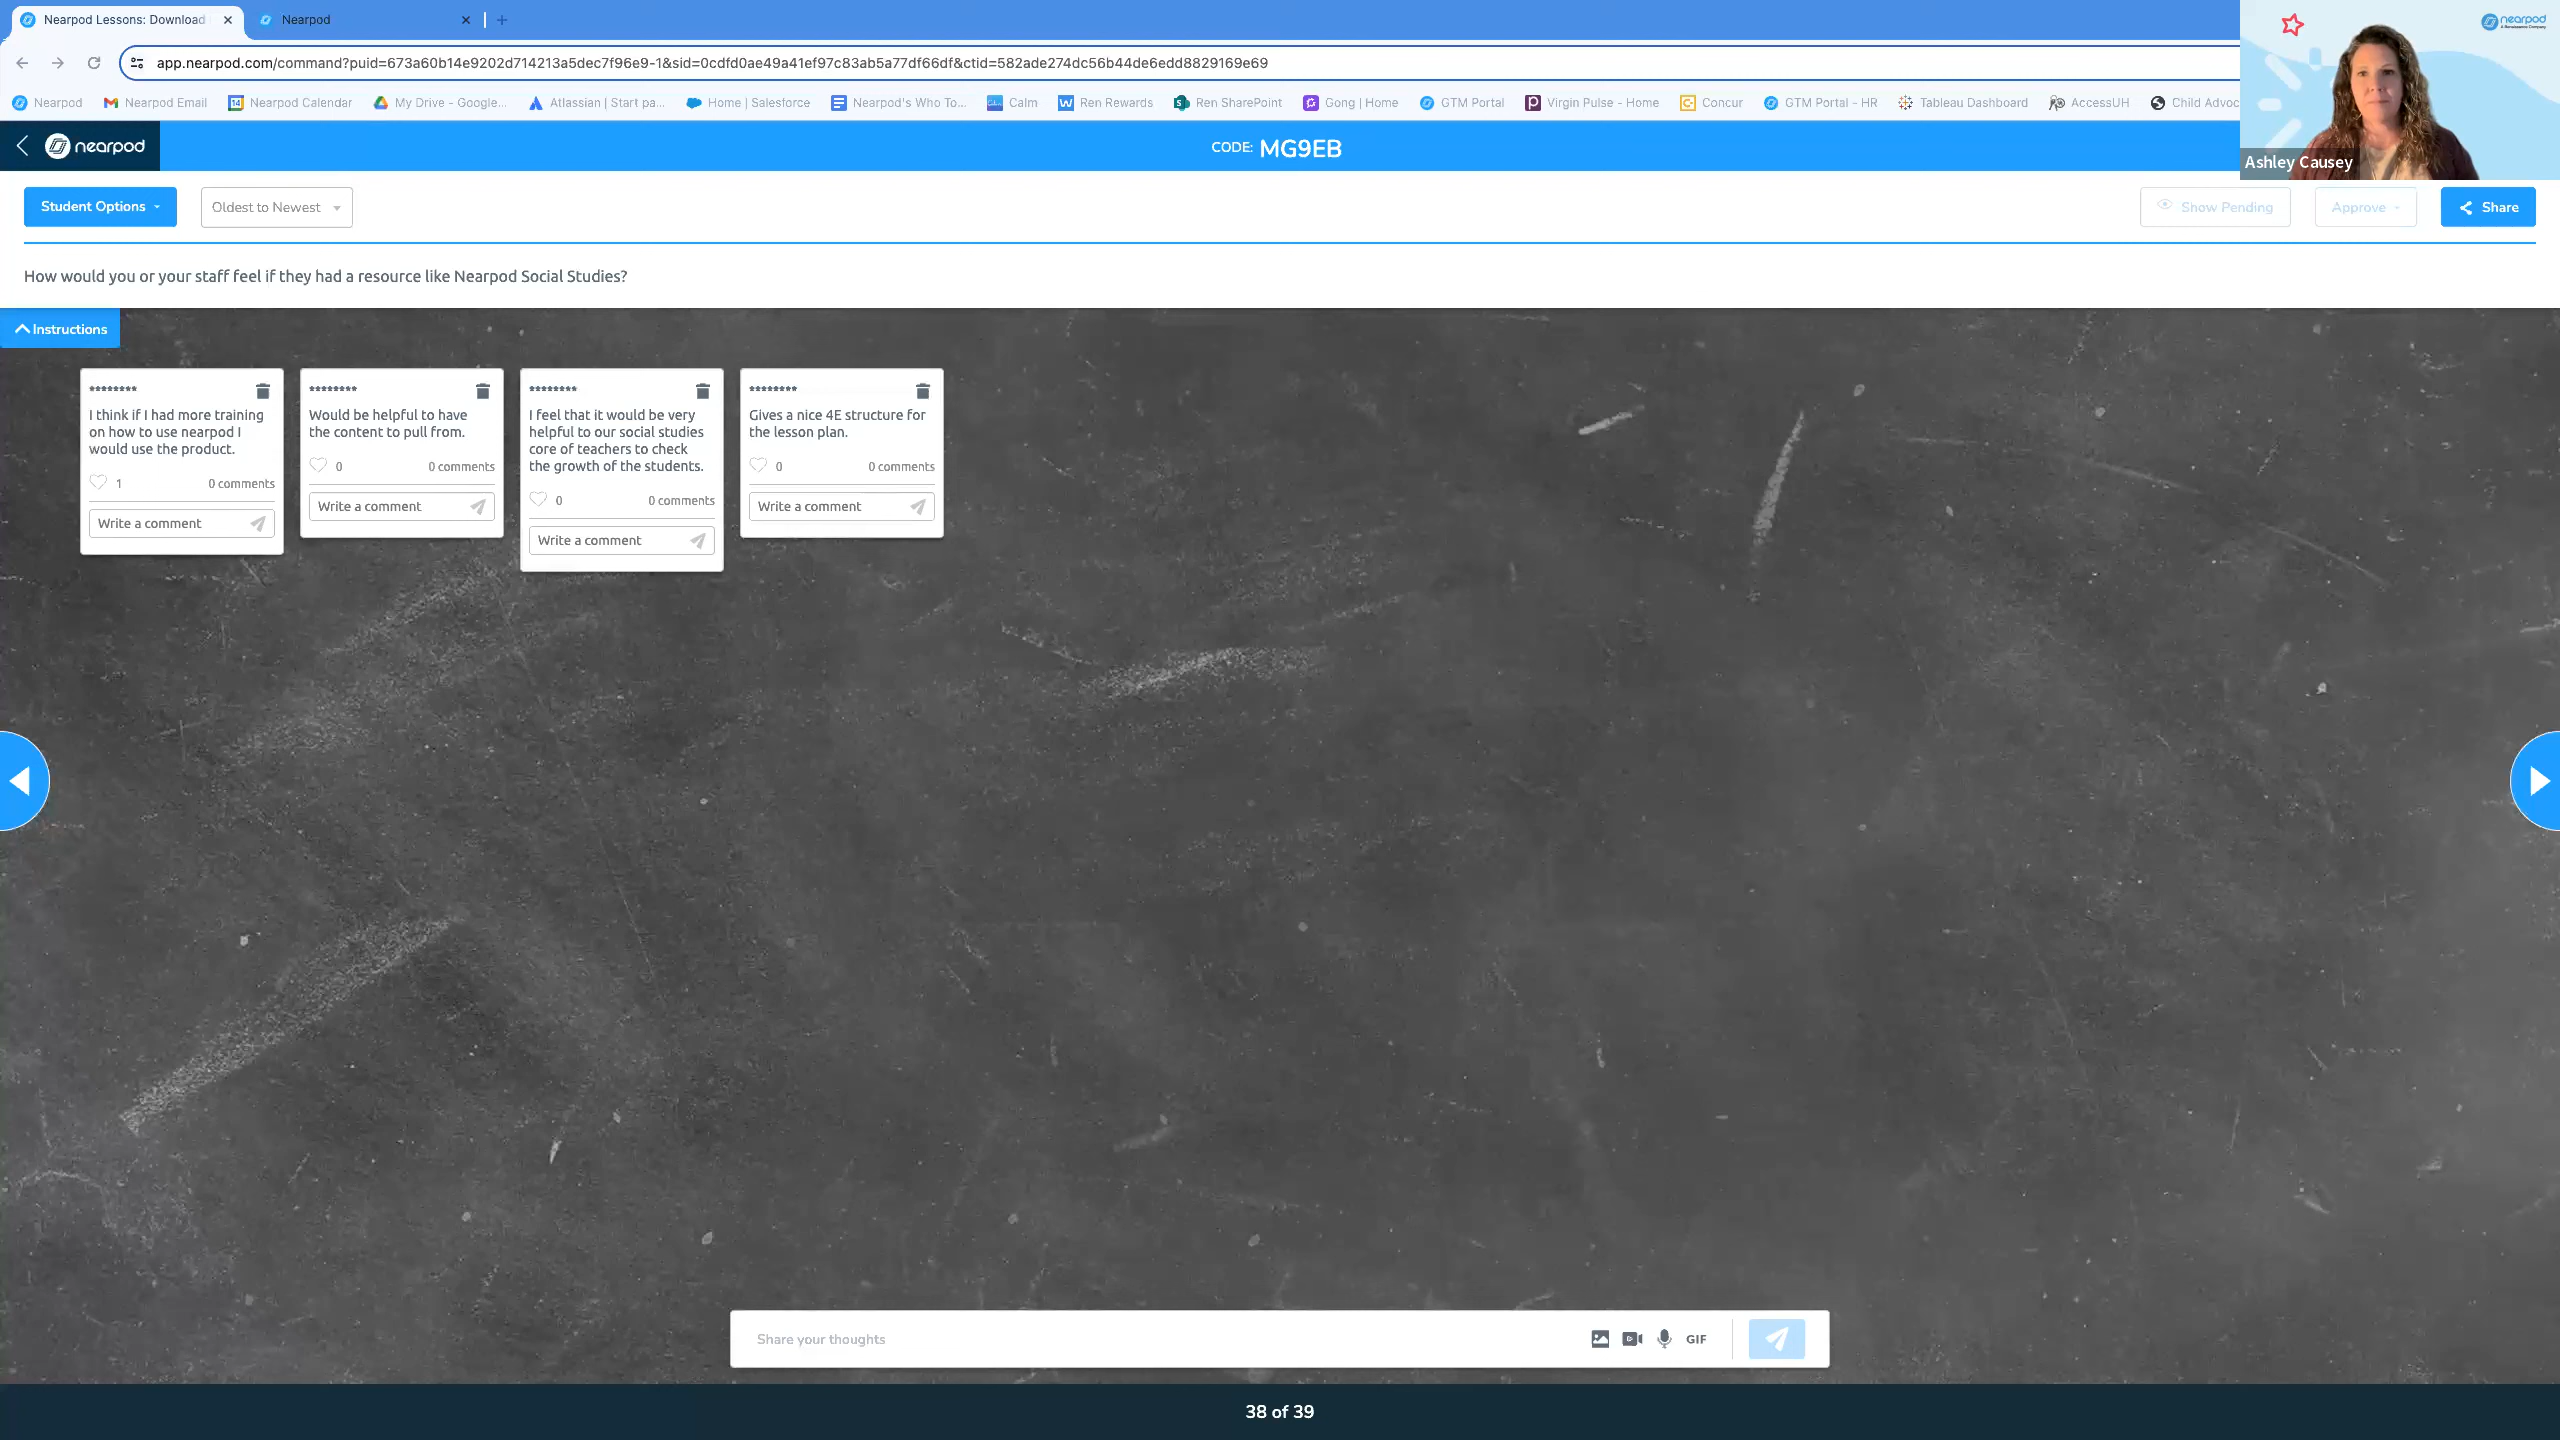 Nearpod Lessons: Download
Nearpod
app.nearpod.com/command?puid=673a60b14e9202d714213a5dec7f96e9-1&sid=0cdfd0ae49a41ef97c83ab5a77df66df&ctid=582ade274dc56b44de6edd8829169e69
Nearpod
Nearpod Email
Nearpod Calendar
My Drive - Google...
Atlassian | Start pa...
Home | Salesforce
Nearpod's Who To...
Calm
Ren Rewards
Ren SharePoint
Gong | Home
GTM Portal
Virgin Pulse - Home
Concur
GTM Portal - HR
Tableau Dashboard
AccessUH
Child Advoc
nearpod
Ashley Causey
nearpod
CODE: MG9EB
Student Options
Oldest to Newest
Show Pending
Approve
Share
How would you or your staff feel if they had a resource like Nearpod Social Studies?
Instructions
********
I think if I had more training
on how to use nearpod I
would use the product.
1
0 comments
Write a comment
********
Would be helpful to have
the content to pull from.
0
0 comments
Write a comment
********
I feel that it would be very
helpful to our social studies
core of teachers to check
the growth of the students.
0
0 comments
Write a comment
********
Gives a nice 4E structure for
the lesson plan.
0
0 comments
Write a comment
Share your thoughts
GIF
38 of 39